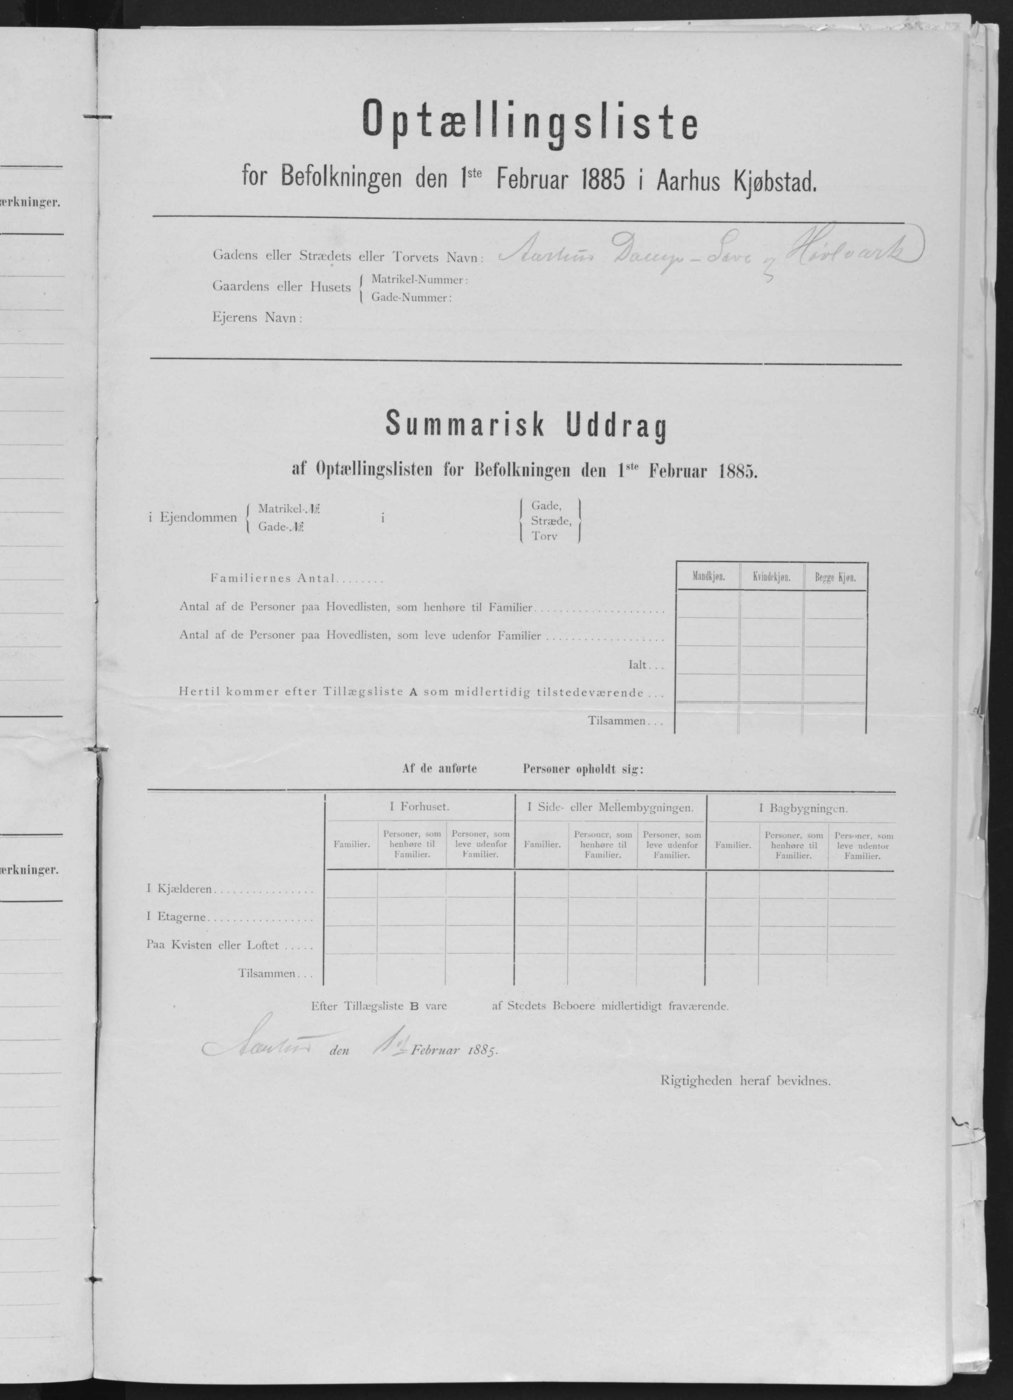 Optællingsliste
for Befolkningen den 1ste Februar 1885 i Aarhus Kjøbstad.
Gadens eller Strædets eller Torvets Navn: Aarhus Damp-Sav og Høvlværk
Gaardens eller Husets { Matrikel-Nummer:
Gade-Nummer:
Ejerens Navn:
Summarisk Uddrag
af Optællingslisten for Befolkningen den 1ste Februar 1885.
i Ejendommen { Matrikel-№ i { Gade, }
Gade-№ Stræde,
Torv
Mandkjøn. Kvindekjøn. Begge Kjøn.
Familiernes Antal........
Antal af de Personer paa Hovedlisten, som henhøre til Familier....................
Antal af de Personer paa Hovedlisten, som leve udenfor Familier...................
Ialt...
Hertil kommer efter Tillægsliste A som midlertidig tilstedeværende...
Tilsammen...
Af de anførte Personer opholdt sig:
I Forhuset. I Side- eller Mellembygningen. I Bagbygningen.
Familier. Personer, som henhøre til Familier. Personer, som leve udenfor Familier. Familier. Personer, som henhøre til Familier. Personer, som leve udenfor Familier. Familier. Personer, som henhøre til Familier. Personer, som leve udenfor Familier.
I Kjælderen................
I Etagerne.................
Paa Kvisten eller Loftet.....
Tilsammen...
Efter Tillægsliste B vare af Stedets Beboere midlertidigt fraværende.
Aarhus den 1st Februar 1885.
Rigtigheden heraf bevidnes.
ærkninger.
ærkninger.